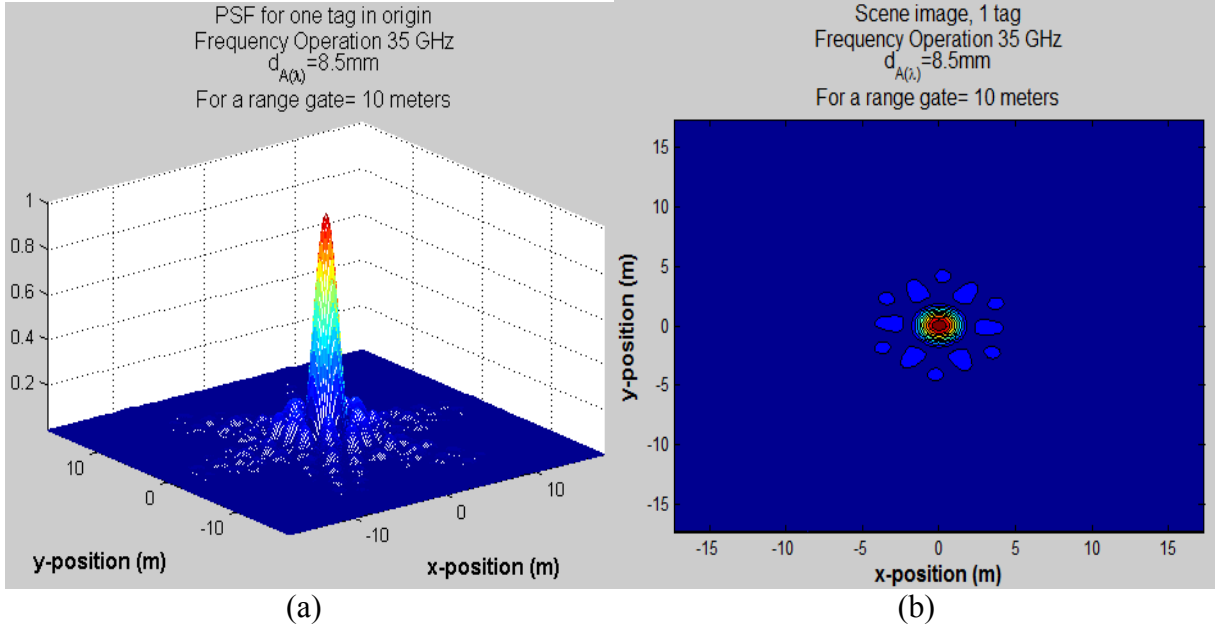 PSF for one tag in origin
Frequency Operation 35 GHz
d_A(λ)=8.5mm
For a range gate= 10 meters
1
0.8
0.6
0.4
0.2
10
0
-10
-10
0
10
y-position (m)
x-position (m)
(a)
Scene image, 1 tag
Frequency Operation 35 GHz
d_A(λ)=8.5mm
For a range gate= 10 meters
y-position (m)
15
10
5
0
-5
-10
-15
-15 -10 -5 0 5 10 15
x-position (m)
(b)